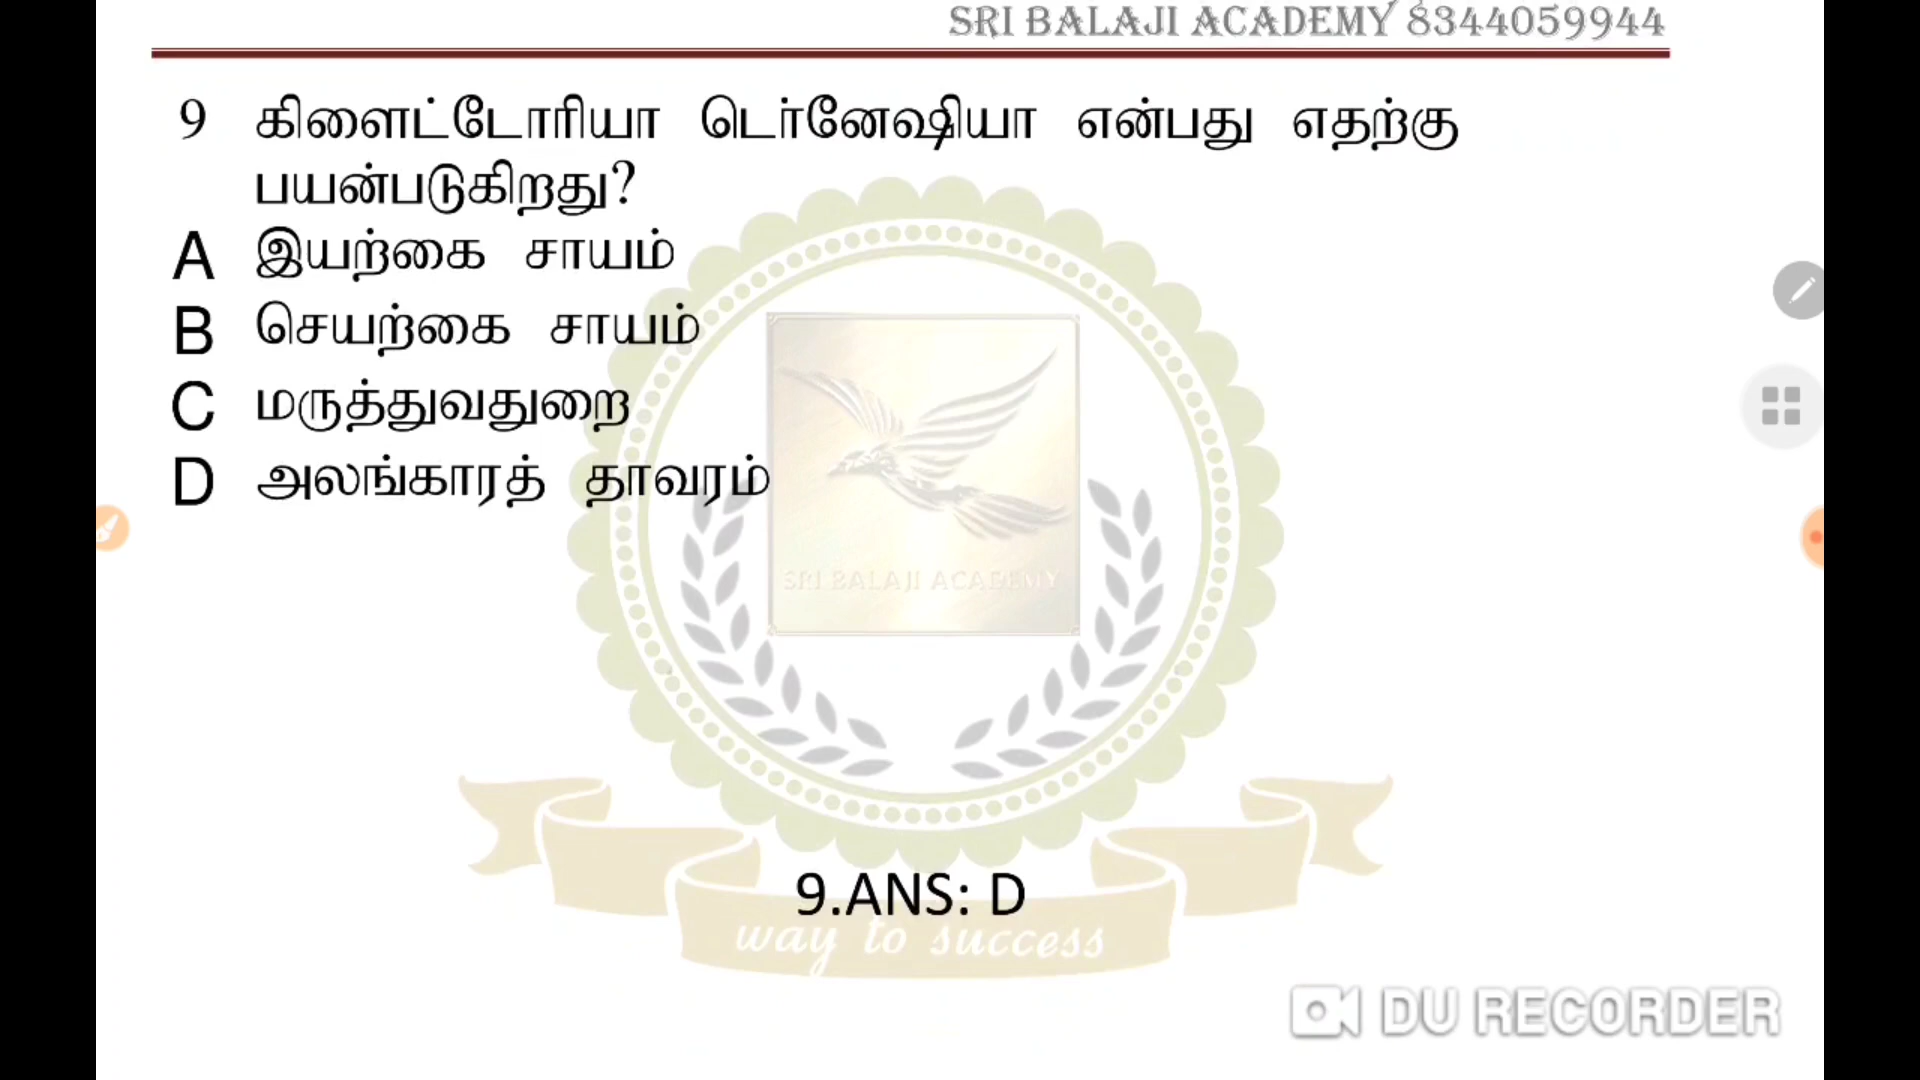 SRI BALAJI ACADEMY 8344059944
9 கிளைட்டோரியா டெர்னேஷியா என்பது எதற்கு
பயன்படுகிறது?
A இயற்கை சாயம்
B செயற்கை சாயம்
C மருத்துவதுறை
D அலங்காரத் தாவரம்
SRI BALAJI ACADEMY
9.ANS: D
way to success
DU RECORDER